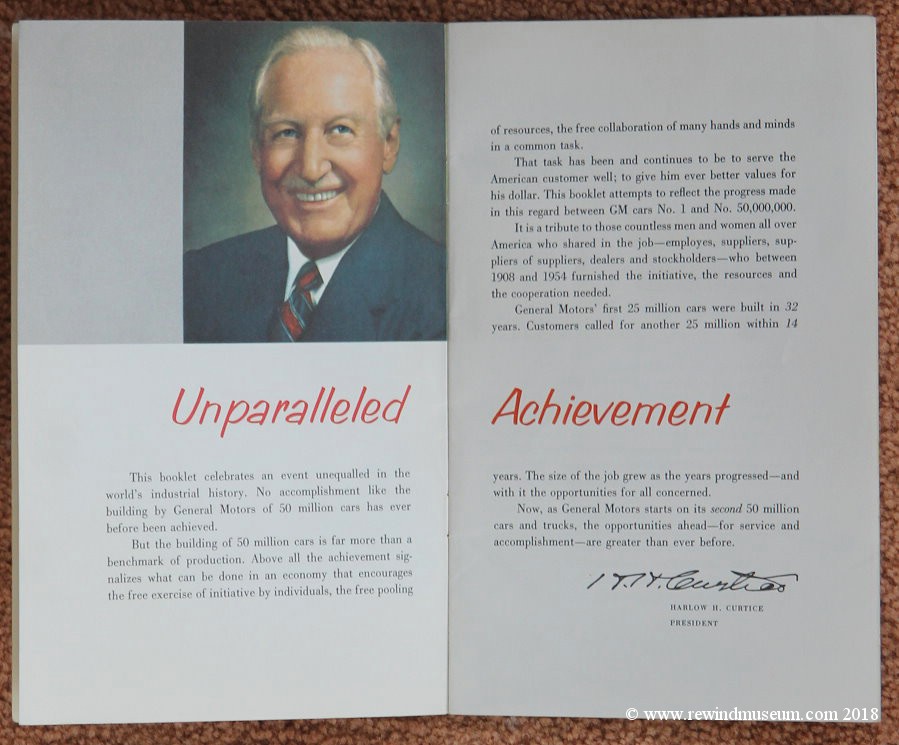 Unparalleled
This booklet celebrates an event unequalled in the
world's industrial history. No accomplishment like the
building by General Motors of 50 million cars has ever
before been achieved.
But the building of 50 million cars is far more than a
benchmark of production. Above all the achievement sig-
nalizes what can be done in an economy that encourages
the free exercise of initiative by individuals, the free pooling
of resources, the free collaboration of many hands and minds
in a common task.
That task has been and continues to be to serve the
American customer well; to give him ever better values for
his dollar. This booklet attempts to reflect the progress made
in this regard between GM cars No. 1 and No. 50,000,000.
It is a tribute to those countless men and women all over
America who shared in the job—employes, suppliers, sup-
pliers of suppliers, dealers and stockholders—who between
1908 and 1954 furnished the initiative, the resources and
the cooperation needed.
General Motors' first 25 million cars were built in 32
years. Customers called for another 25 million within 14
Achievement
years. The size of the job grew as the years progressed—and
with it the opportunities for all concerned.
Now, as General Motors starts on its second 50 million
cars and trucks, the opportunities ahead—for service and
accomplishment—are greater than ever before.
H. H. Curtice
HARLOW H. CURTICE
PRESIDENT
© www.rewindmuseum.com 2018